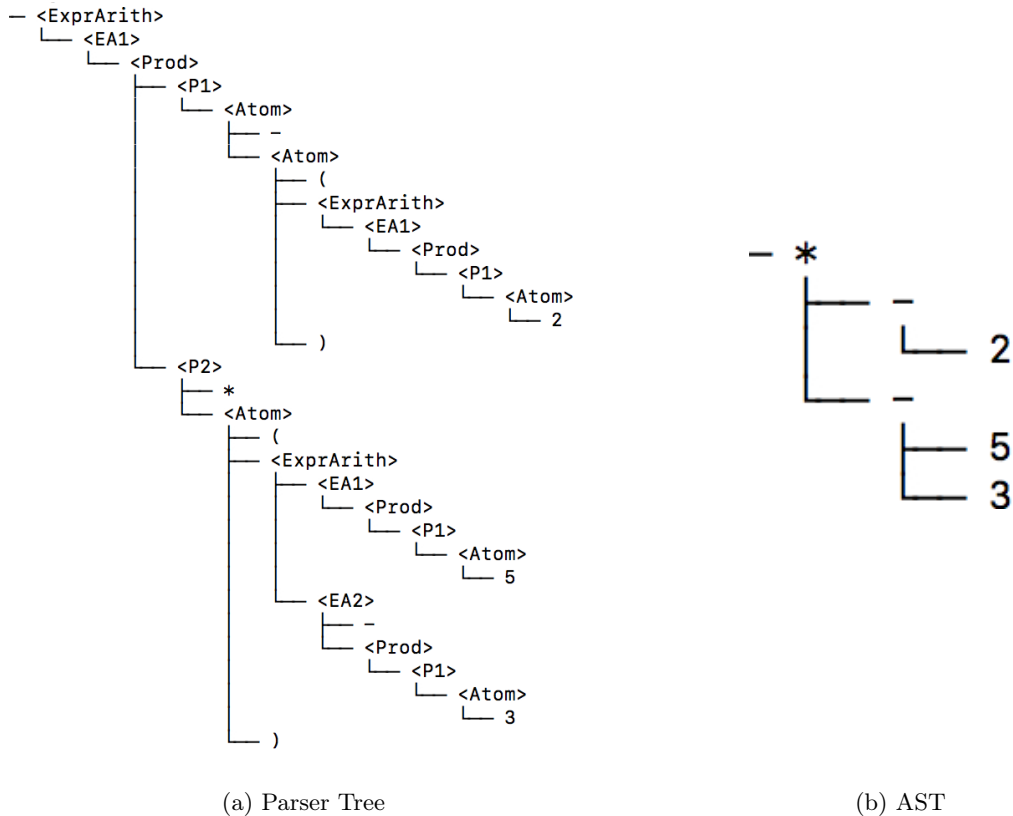 — <ExprArith>
└── <EA1>
└── <Prod>
├── <P1>
│ └── <Atom>
│ ├── -
│ └── <Atom>
│ ├── (
│ ├── <ExprArith>
│ │ └── <EA1>
│ │ └── <Prod>
│ │ └── <P1>
│ │ └── <Atom>
│ │ └── 2
│ └── )
└── <P2>
├── *
└── <Atom>
├── (
├── <ExprArith>
│ ├── <EA1>
│ │ └── <Prod>
│ │ └── <P1>
│ │ └── <Atom>
│ │ └── 5
│ └── <EA2>
│ ├── -
│ └── <Prod>
│ └── <P1>
│ └── <Atom>
│ └── 3
└── )
(a) Parser Tree
— *
├── -
│ └── 2
└── -
├── 5
└── 3
(b) AST